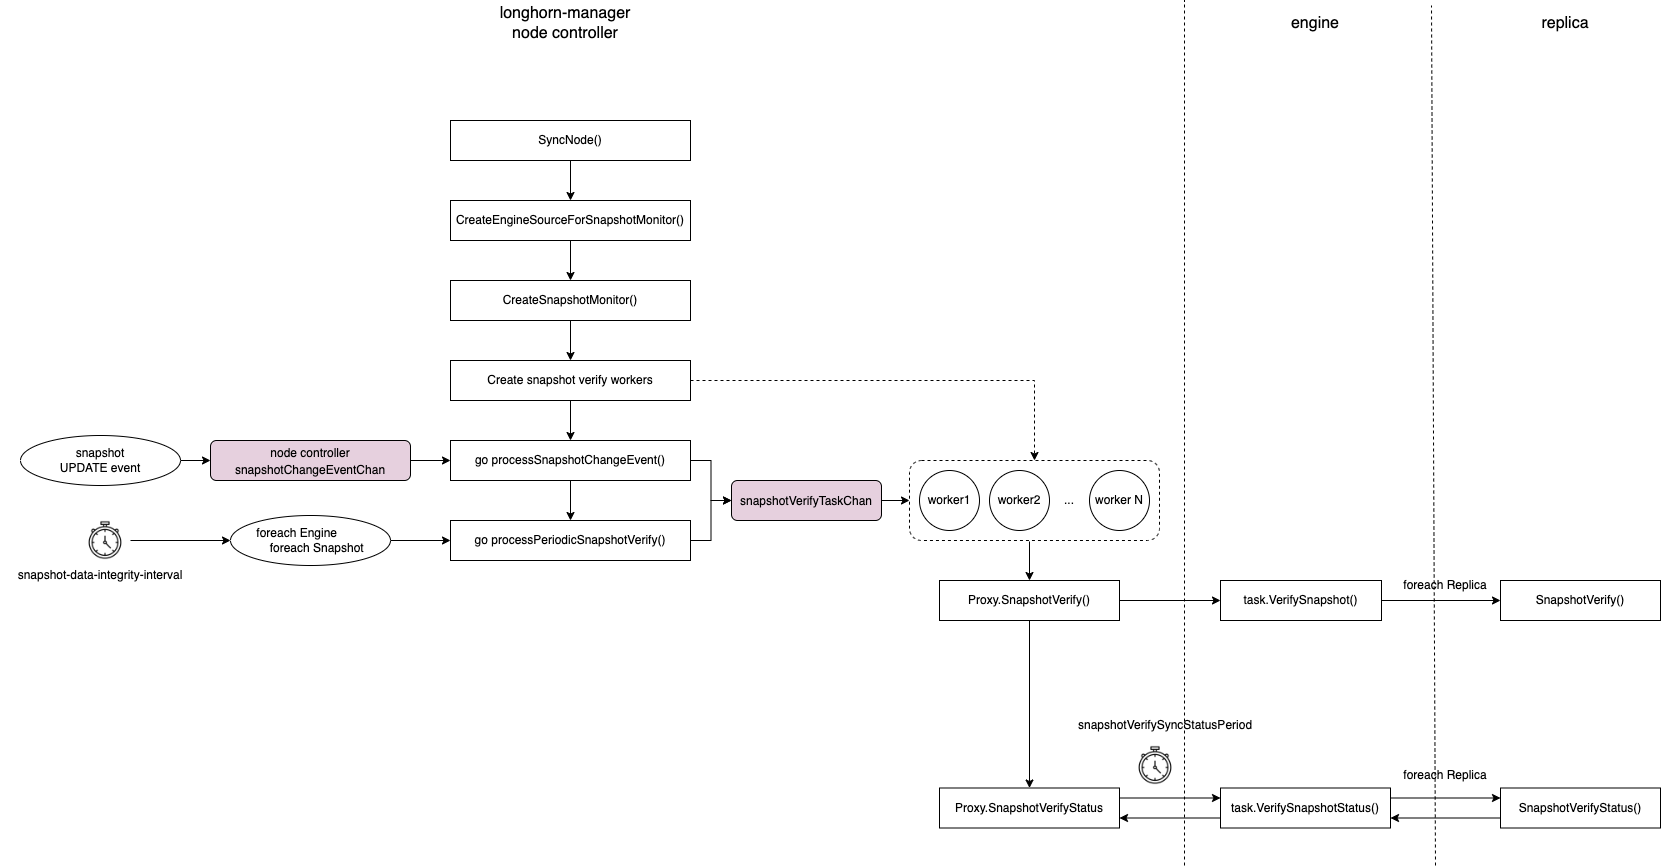 longhorn-manager
node controller
engine
replica
SyncNode()
CreateEngineSourceForSnapshotMonitor()
CreateSnapshotMonitor()
Create snapshot verify workers
snapshot
UPDATE event
node controller
snapshotChangeEventChan
go processSnapshotChangeEvent()
snapshotVerifyTaskChan
worker1
worker2
...
worker N
foreach Engine
foreach Snapshot
go processPeriodicSnapshotVerify()
snapshot-data-integrity-interval
Proxy.SnapshotVerify()
task.VerifySnapshot()
foreach Replica
SnapshotVerify()
snapshotVerifySyncStatusPeriod
foreach Replica
Proxy.SnapshotVerifyStatus
task.VerifySnapshotStatus()
SnapshotVerifyStatus()